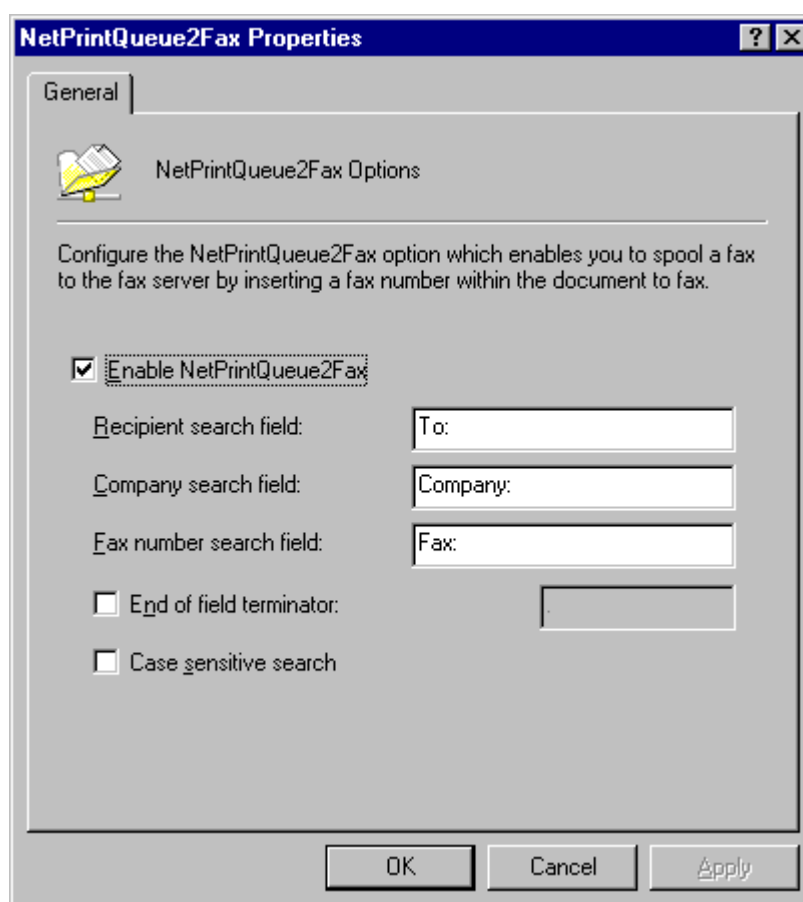 NetPrintQueue2Fax Properties
General
NetPrintQueue2Fax Options
Configure the NetPrintQueue2Fax option which enables you to spool a fax
to the fax server by inserting a fax number within the document to fax.
Enable NetPrintQueue2Fax
Recipient search field: To:
Company search field: Company:
Fax number search field: Fax:
End of field terminator: .
Case sensitive search
OK Cancel Apply